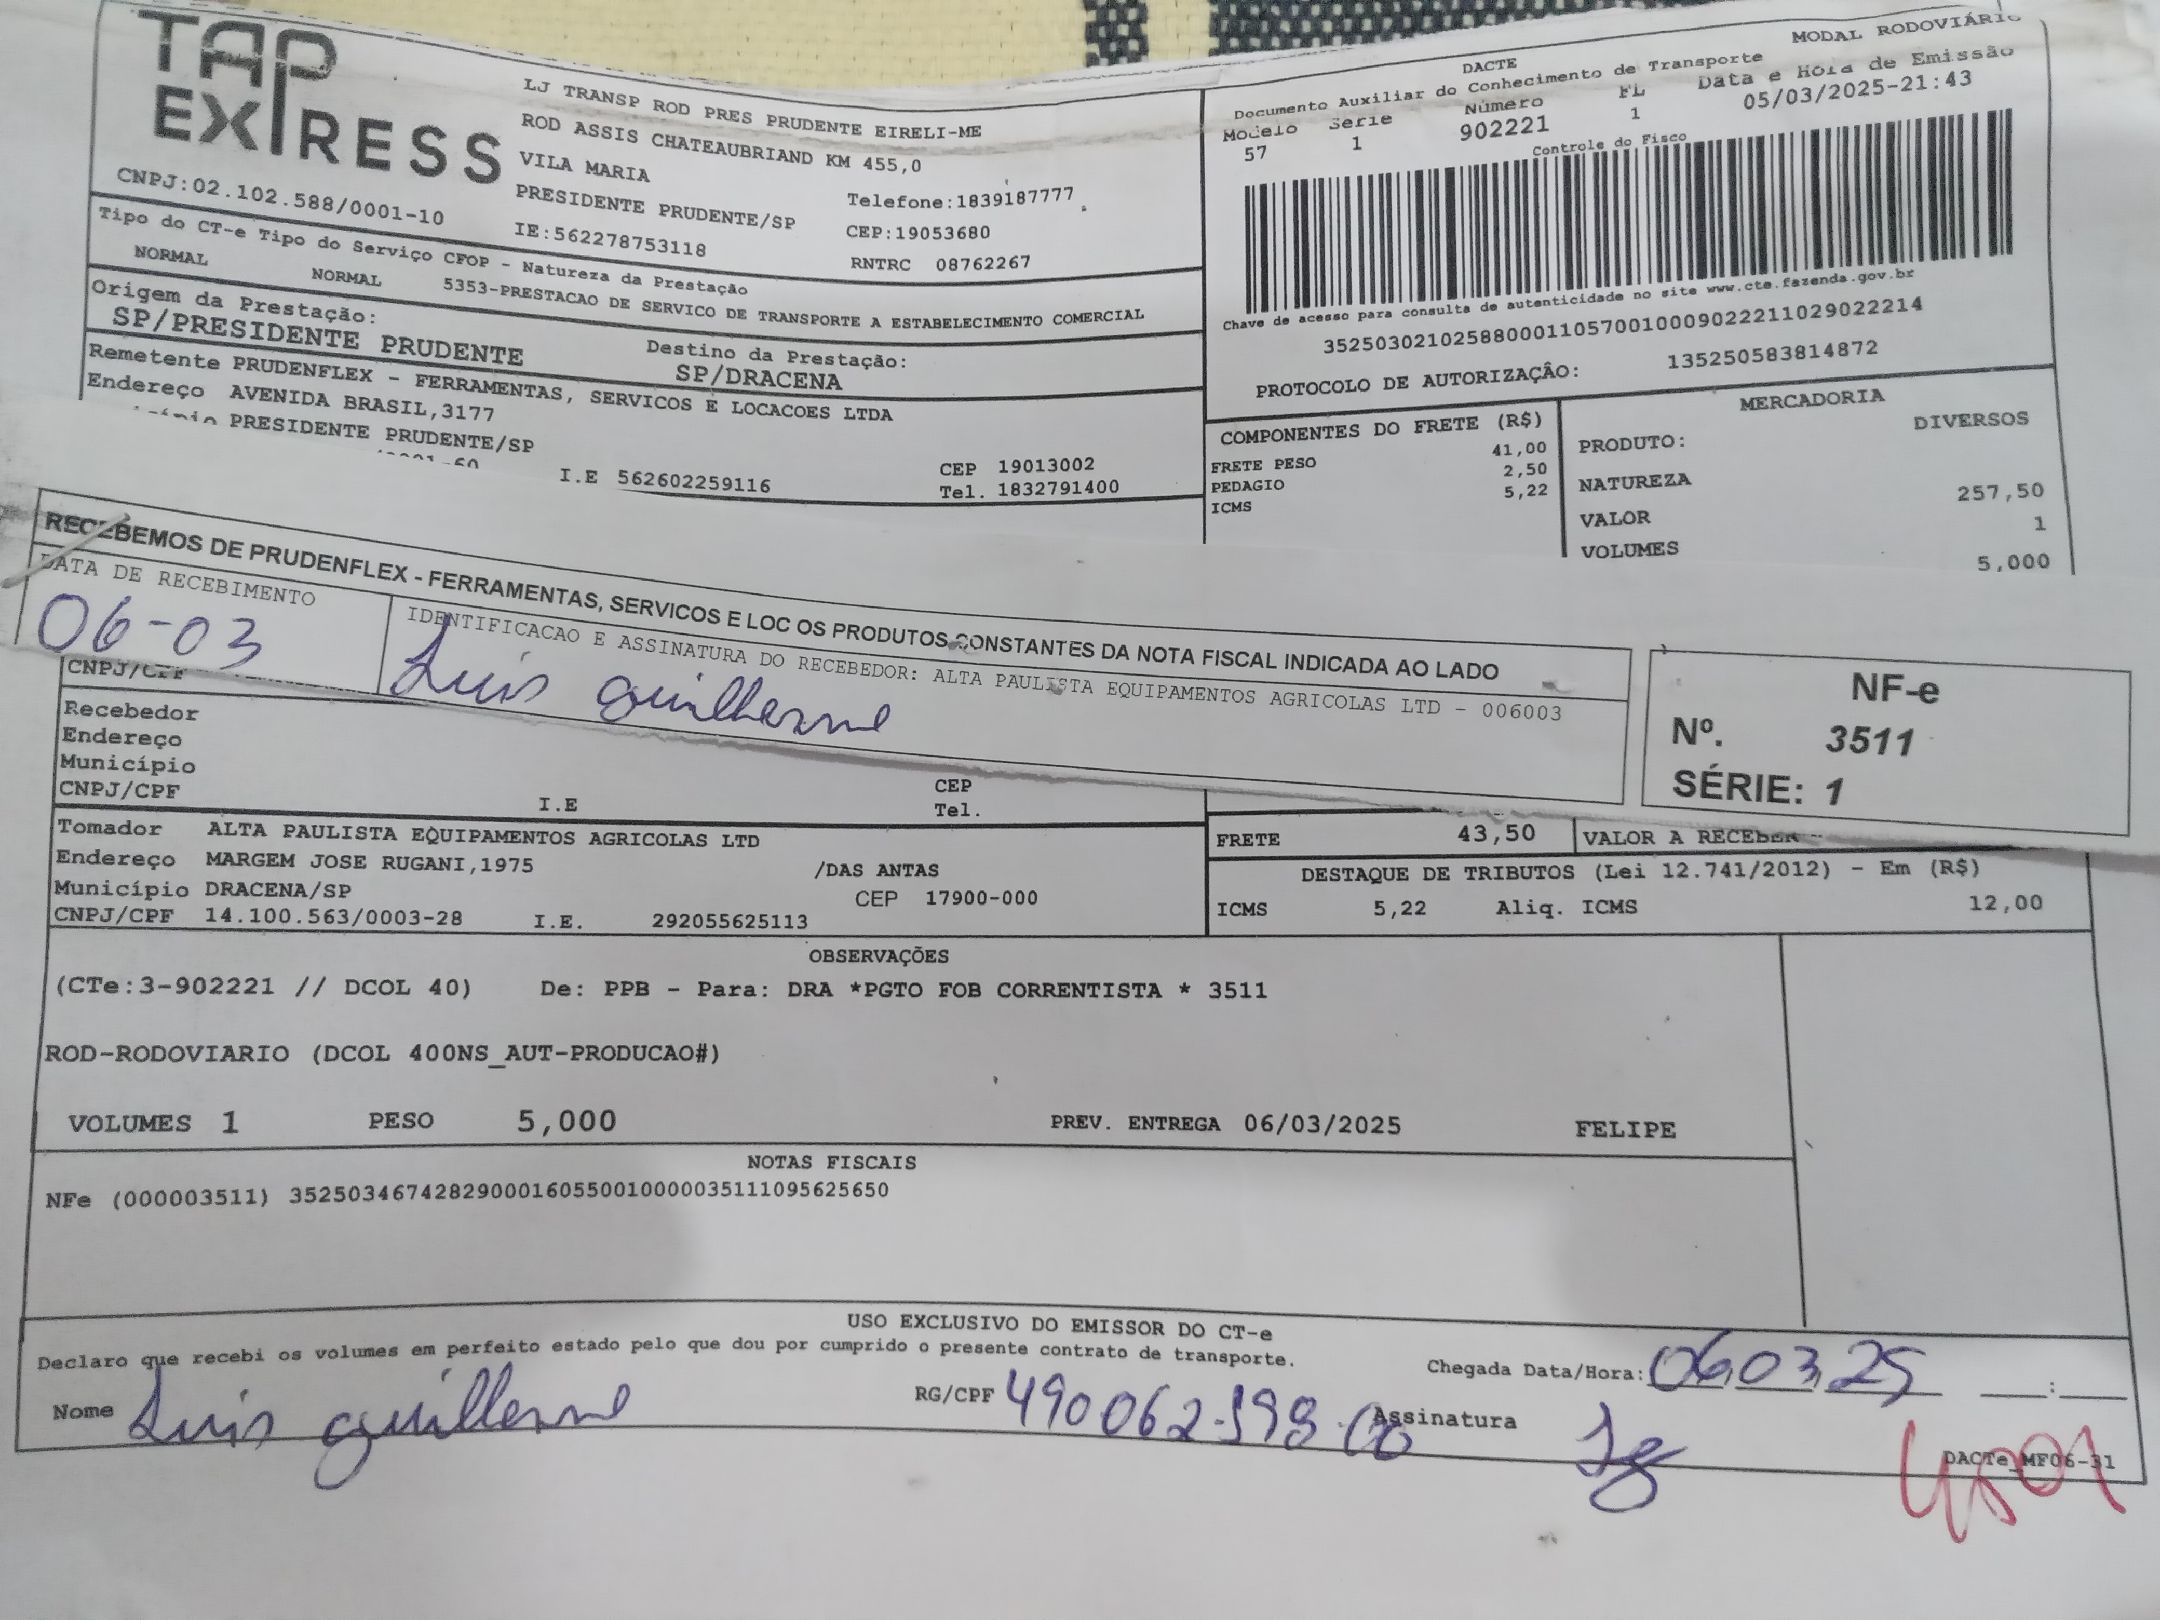 TAP EXPRESS
CNPJ:02.102.588/0001-10
LJ TRANSP ROD PRES PRUDENTE EIRELI-ME
ROD ASSIS CHATEAUBRIAND KM 455,0
VILA MARIA
PRESIDENTE PRUDENTE/SP
Telefone:1839187777
IE:562278753118
CEP:19053680
RNTRC 08762267
MODAL RODOVIÁRIO
DACTE
Documento Auxiliar do Conhecimento de Transporte
Modelo Serie Número FL Data e Hora de Emissão
57 1 902221 1 05/03/2025-21:43
Controle do Fisco
Chave de acesso para consulta de autenticidade no site www.cte.fazenda.gov.br
35250302102588000110570010009022211029022214
PROTOCOLO DE AUTORIZAÇÃO: 135250583814872
Tipo do CT-e Tipo do Serviço CFOP - Natureza da Prestação
NORMAL NORMAL 5353-PRESTACAO DE SERVICO DE TRANSPORTE A ESTABELECIMENTO COMERCIAL
Origem da Prestação: Destino da Prestação:
SP/PRESIDENTE PRUDENTE SP/DRACENA
Remetente PRUDENFLEX - FERRAMENTAS, SERVICOS E LOCACOES LTDA
Endereço AVENIDA BRASIL,3177
PRESIDENTE PRUDENTE/SP CEP 19013002
I.E 562602259116 Tel. 1832791400
COMPONENTES DO FRETE (R$)
FRETE PESO 41,00
PEDAGIO 2,50
ICMS 5,22
MERCADORIA
PRODUTO: DIVERSOS
NATUREZA
VALOR 257,50
VOLUMES 1
5,000
RECEBEMOS DE PRUDENFLEX - FERRAMENTAS, SERVICOS E LOC OS PRODUTOS CONSTANTES DA NOTA FISCAL INDICADA AO LADO
DATA DE RECEBIMENTO
06-03
IDENTIFICACAO E ASSINATURA DO RECEBEDOR: ALTA PAULISTA EQUIPAMENTOS AGRICOLAS LTD - 006003
Luis guilherme
NF-e
Nº. 3511
SÉRIE: 1
CNPJ/CPF
Recebedor
Endereço
Município CEP
CNPJ/CPF I.E Tel.
Tomador ALTA PAULISTA EQUIPAMENTOS AGRICOLAS LTD
Endereço MARGEM JOSE RUGANI,1975 /DAS ANTAS
Município DRACENA/SP CEP 17900-000
CNPJ/CPF 14.100.563/0003-28 I.E. 292055625113
FRETE 43,50 VALOR A RECEBER
DESTAQUE DE TRIBUTOS (Lei 12.741/2012) - Em (R$)
ICMS 5,22 Aliq. ICMS 12,00
OBSERVAÇÕES
(CTe:3-902221 // DCOL 40) De: PPB - Para: DRA *PGTO FOB CORRENTISTA * 3511
ROD-RODOVIARIO (DCOL 400NS_AUT-PRODUCAO#)
VOLUMES 1 PESO 5,000 PREV. ENTREGA 06/03/2025 FELIPE
NOTAS FISCAIS
NFe (000003511) 35250346742829000160550010000035111095625650
USO EXCLUSIVO DO EMISSOR DO CT-e
Declaro que recebi os volumes em perfeito estado pelo que dou por cumprido o presente contrato de transporte.
Chegada Data/Hora: 06 03 25 __:__
Nome Luis guilherme RG/CPF 490062.598.00 Assinatura
DACTe_MF06-31